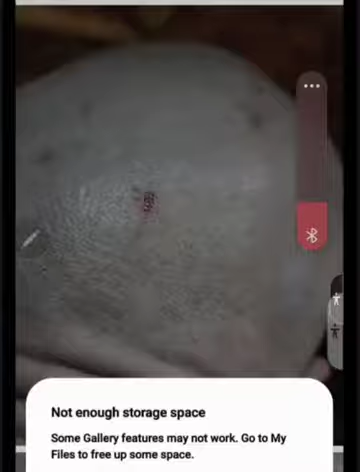 Not enough storage space
Some Gallery features may not work. Go to My
Files to free up some space.